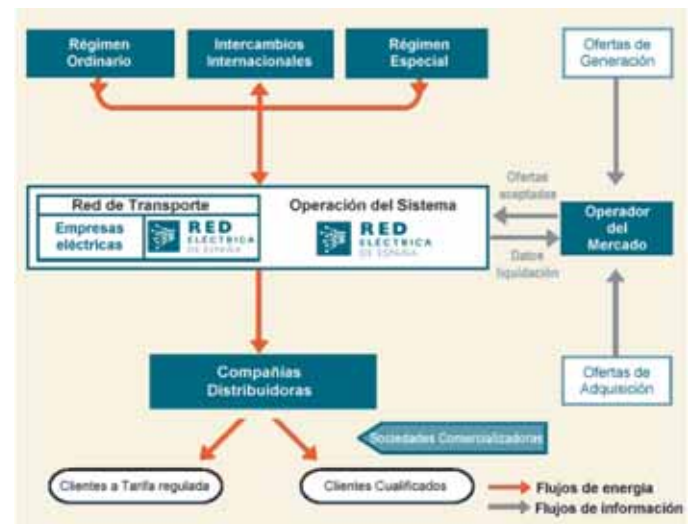 Régimen
Ordinario
Intercambios
Internacionales
Régimen
Especial
Ofertas de
Generación
Ofertas
aceptadas
Red de Transporte
Empresas
eléctricas
RED
ELÉCTRICA
DE ESPAÑA
Operación del Sistema
RED
ELÉCTRICA
DE ESPAÑA
Operador
del
Mercado
Datos
liquidación
Compañías
Distribuidoras
Ofertas de
Adquisición
Sociedades Comercializadoras
Clientes a Tarifa regulada
Clientes Cualificados
Flujos de energía
Flujos de información